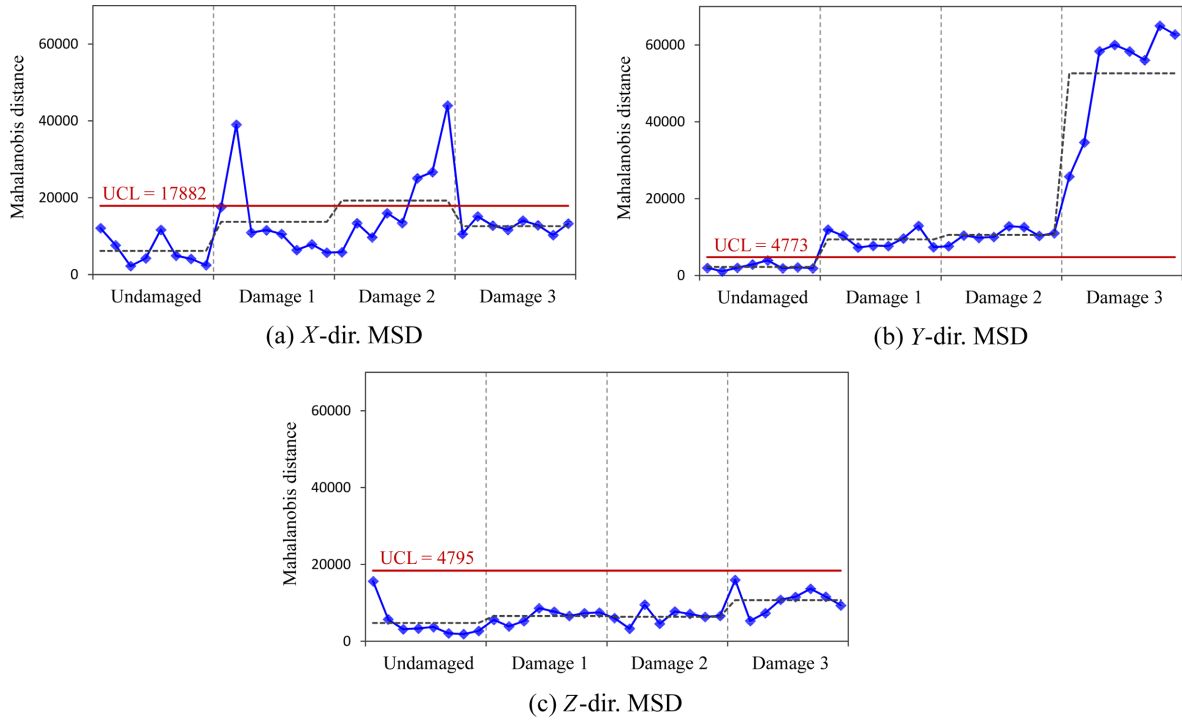 Mahalanobis distance
60000
40000
20000
0
UCL = 17882
Undamaged Damage 1 Damage 2 Damage 3
(a) X-dir. MSD
Mahalanobis distance
60000
40000
20000
0
UCL = 4773
Undamaged Damage 1 Damage 2 Damage 3
(b) Y-dir. MSD
Mahalanobis distance
60000
40000
20000
0
UCL = 4795
Undamaged Damage 1 Damage 2 Damage 3
(c) Z-dir. MSD